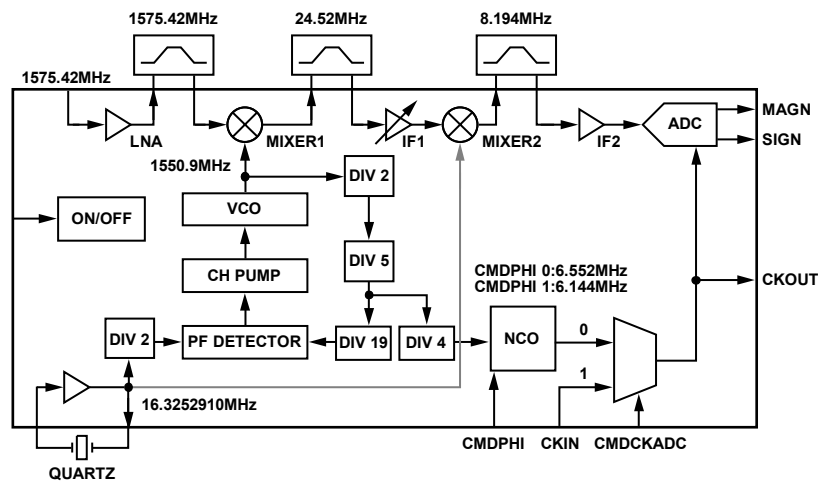 1575.42MHz
24.52MHz
8.194MHz
1575.42MHz
LNA
MIXER1
IF1
MIXER2
IF2
ADC
MAGN
SIGN
1550.9MHz
DIV 2
ON/OFF
VCO
CH PUMP
DIV 5
CMDPHI 0:6.552MHz
CMDPHI 1:6.144MHz
CKOUT
DIV 2
PF DETECTOR
DIV 19
DIV 4
NCO
0
1
16.3252910MHz
QUARTZ
CMDPHI
CKIN
CMDCKADC